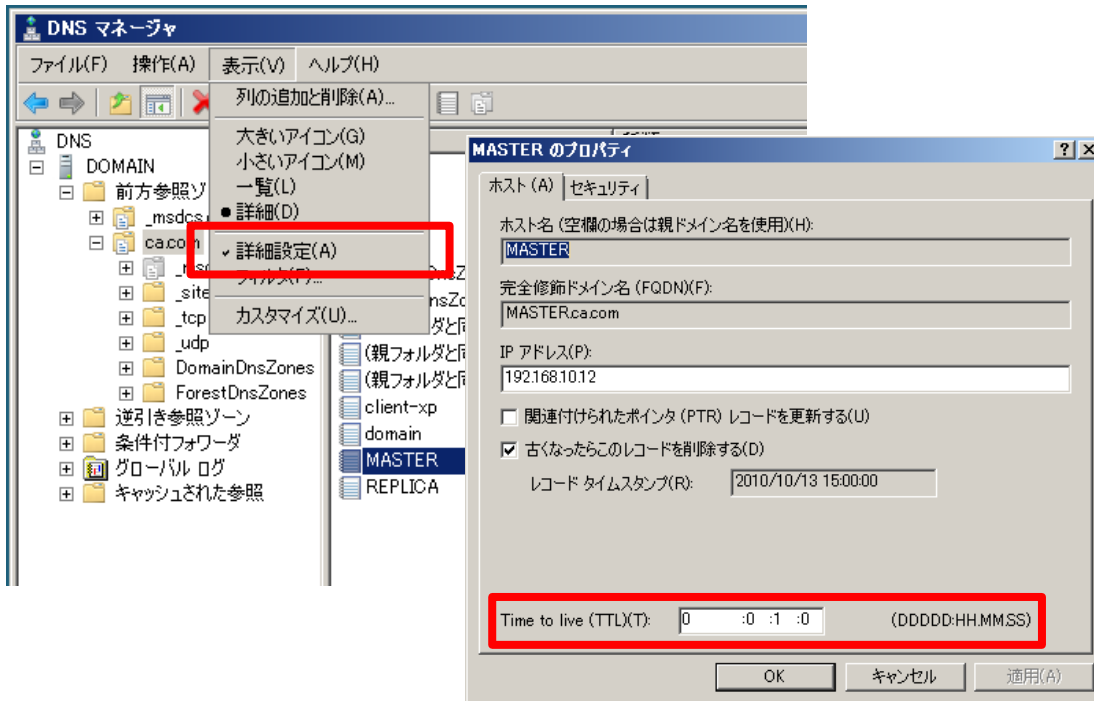 DNS マネージャ
ファイル(F) 操作(A) 表示(V) ヘルプ(H)
列の追加と削除(A)...
大きいアイコン(G)
小さいアイコン(M)
一覧(L)
詳細(D)
詳細設定(A)
フィルタ(F)...
カスタマイズ(U)...
DNS
DOMAIN
前方参照ゾ
_msdcs
ca.com
_site
_tcp
_udp
DomainDnsZones
ForestDnsZones
逆引き参照ゾーン
条件付フォワーダ
グローバル ログ
キャッシュされた参照
(親フォルダと同
(親フォルダと同
client-xp
domain
MASTER
REPLICA
MASTER のプロパティ
ホスト (A) セキュリティ
ホスト名 (空欄の場合は親ドメイン名を使用)(H):
MASTER
完全修飾ドメイン名 (FQDN)(F):
MASTER.ca.com
IP アドレス(P):
192.168.10.12
関連付けられたポインタ (PTR) レコードを更新する(U)
古くなったらこのレコードを削除する(D)
レコード タイムスタンプ(R): 2010/10/13 15:00:00
Time to live (TTL)(T): 0 :0 :1 :0 (DDDDD:HH.MM.SS)
OK キャンセル 適用(A)